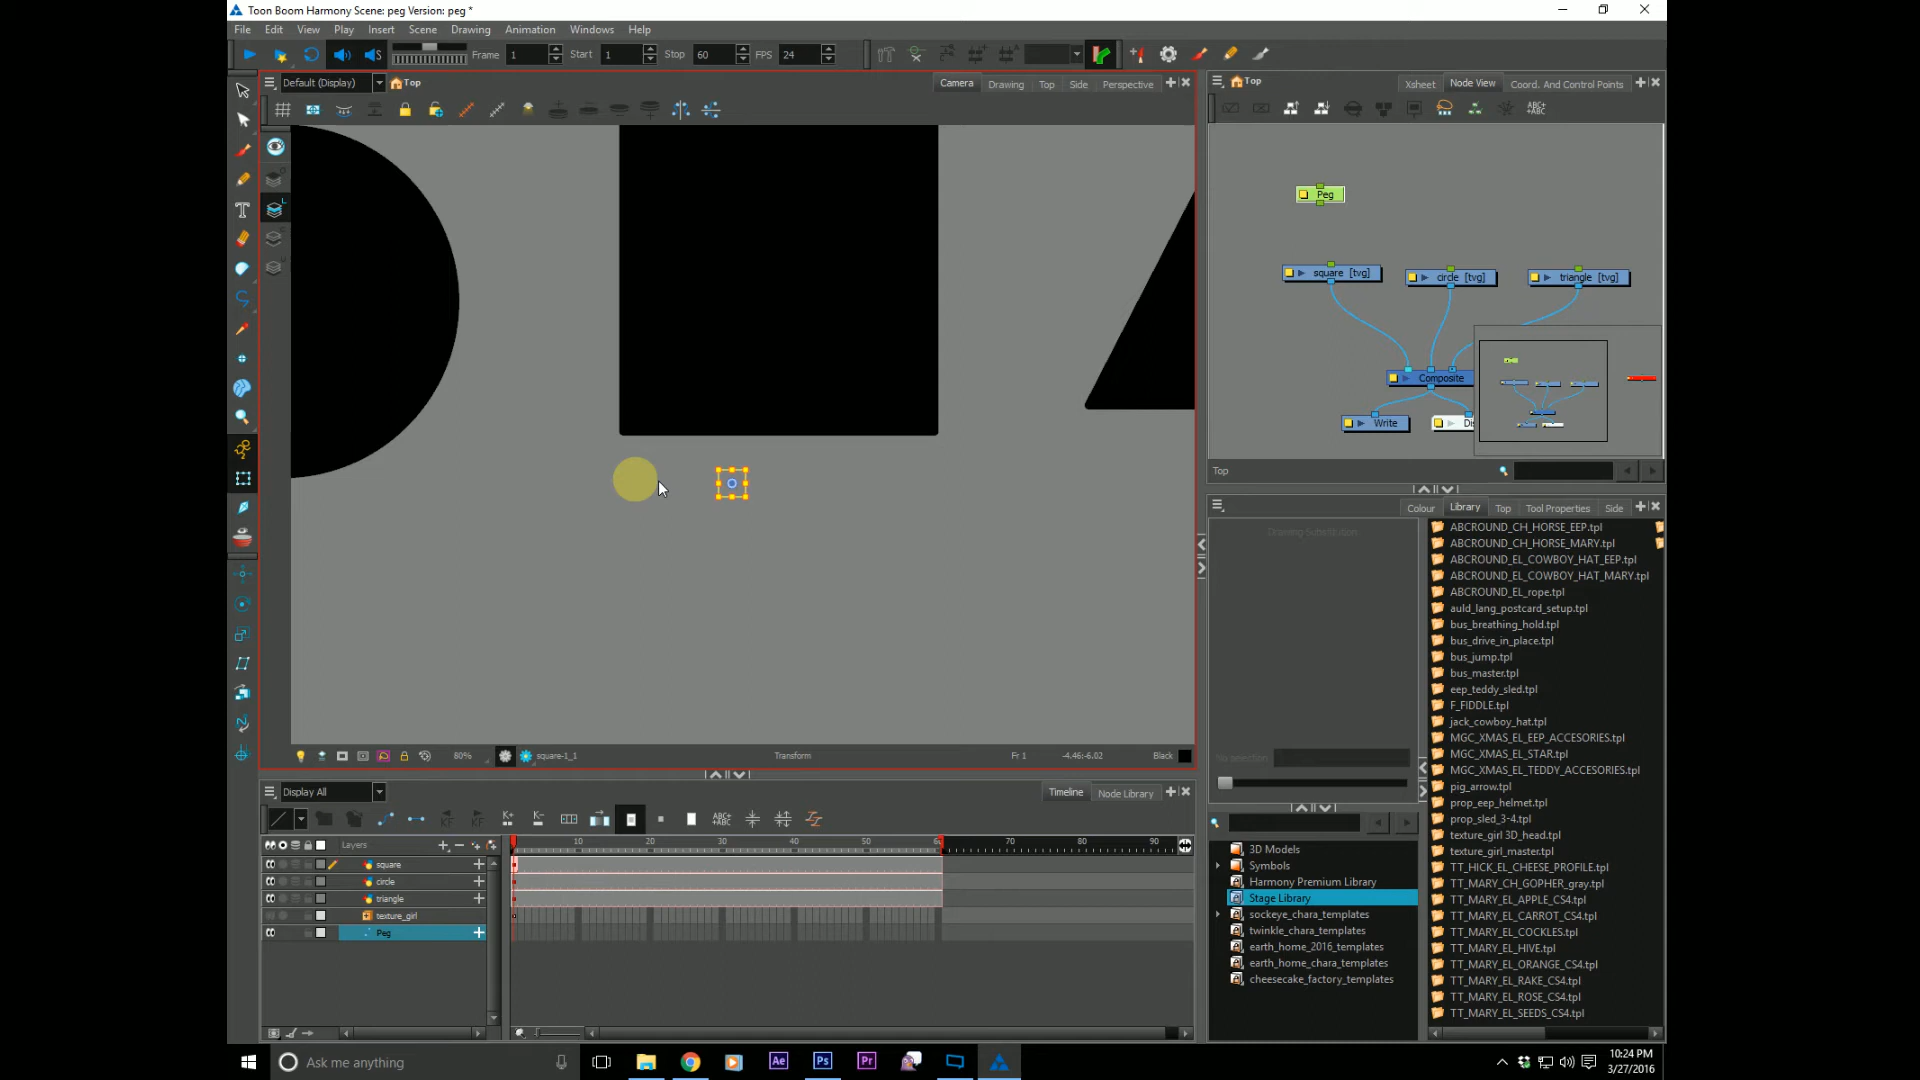 Toon Boom Harmony Scene: peg Version: peg *
File Edit View Play Insert Scene Drawing Animation Windows Help
Frame 1 Start 1 Stop 60 FPS 24
Default (Display) Top Camera Drawing Top Side Perspective
Top Xsheet Node View Coord. And Control Points
Peg
square [tvg] circle [tvg] triangle [tvg]
Composite
Write
Top
Colour Library Top Tool Properties Side
Drawing Substitution
ABCROUND_CH_HORSE_EEP.tpl
ABCROUND_CH_HORSE_MARY.tpl
ABCROUND_EL_COWBOY_HAT_EEP.tpl
ABCROUND_EL_COWBOY_HAT_MARY.tpl
ABCROUND_EL_rope.tpl
auld_lang_postcard_setup.tpl
bus_breathing_hold.tpl
bus_drive_in_place.tpl
bus_jump.tpl
bus_master.tpl
eep_teddy_sled.tpl
F_FIDDLE.tpl
jack_cowboy_hat.tpl
MGC_XMAS_EL_EEP_ACCESORIES.tpl
MGC_XMAS_EL_STAR.tpl
MGC_XMAS_EL_TEDDY_ACCESORIES.tpl
pig_arrow.tpl
prop_eep_helmet.tpl
prop_sled_3-4.tpl
texture_girl 3D_head.tpl
texture_girl_master.tpl
TT_HICK_EL_CHEESE_PROFILE.tpl
TT_MARY_CH_GOPHER_gray.tpl
TT_MARY_EL_APPLE_CS4.tpl
TT_MARY_EL_CARROT_CS4.tpl
TT_MARY_EL_COCKLES.tpl
TT_MARY_EL_HIVE.tpl
TT_MARY_EL_ORANGE_CS4.tpl
TT_MARY_EL_RAKE_CS4.tpl
TT_MARY_EL_ROSE_CS4.tpl
TT_MARY_EL_SEEDS_CS4.tpl
No selection
3D Models
Symbols
Harmony Premium Library
Stage Library
sockeye_chara_templates
twinkle_chara_templates
earth_home_2016_templates
earth_home_chara_templates
cheesecake_factory_templates
80% square-1_1 Transform Fr 1 -4.46:-6.02 Black
Display All Timeline Node Library
Layers 10 20 30 40 50 70 80 90
square
circle
triangle
texture_girl
Peg
Ask me anything
Ae Ps Pr
10:24 PM
3/27/2016